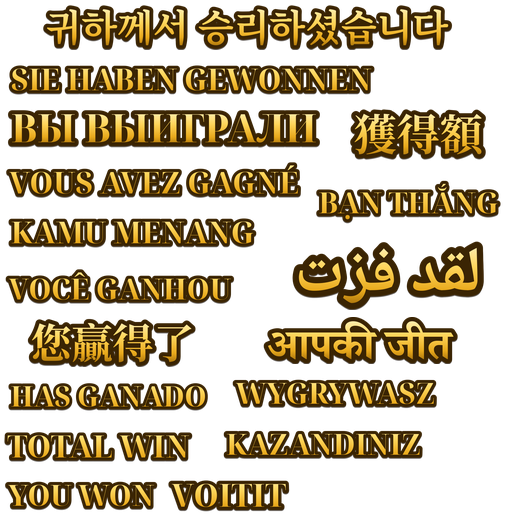 귀하께서 승리하셨습니다
SIE HABEN GEWONNEN
ВЫ ВЫИГРАЛИ
獲得額
VOUS AVEZ GAGNÉ
BẠN THẮNG
KAMU MENANG
لقد فزت
VOCÊ GANHOU
您贏得了
आपकी जीत
HAS GANADO
WYGRYWASZ
TOTAL WIN
KAZANDINIZ
YOU WON
VOITIT